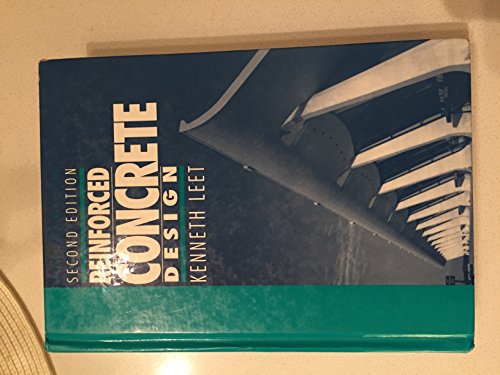 SECOND EDITION
REINFORCED
CONCRETE
DESIGN
KENNETH LEET